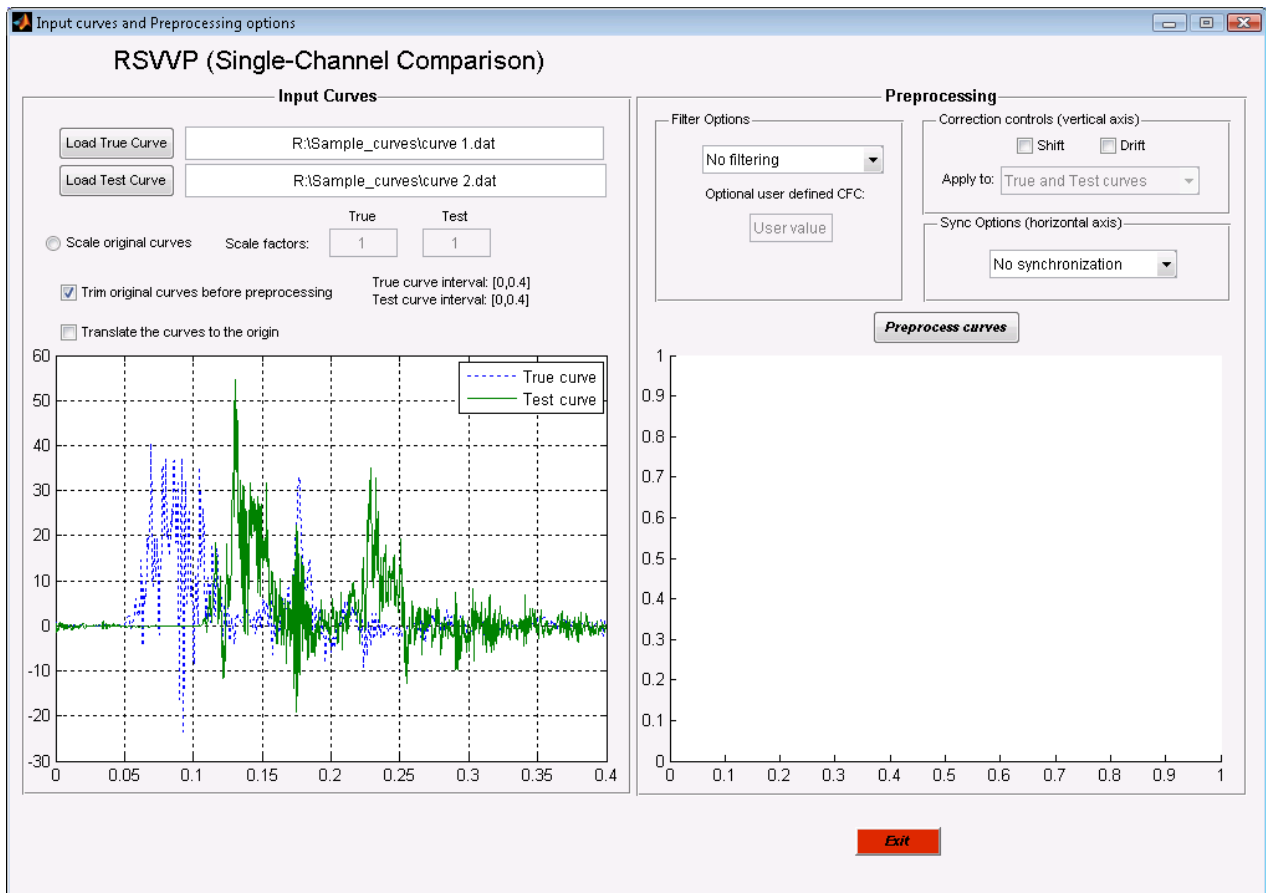 Input curves and Preprocessing options
RSVVP (Single-Channel Comparison)
Input Curves
Load True Curve
R:\Sample_curves\curve 1.dat
Load Test Curve
R:\Sample_curves\curve 2.dat
True Test
Scale original curves Scale factors: 1 1
Trim original curves before preprocessing
True curve interval: [0,0.4]
Test curve interval: [0,0.4]
Translate the curves to the origin
True curve
Test curve
60
50
40
30
20
10
0
-10
-20
-30
0 0.05 0.1 0.15 0.2 0.25 0.3 0.35 0.4
Preprocessing
Filter Options
No filtering
Optional user defined CFC:
User value
Correction controls (vertical axis)
Shift Drift
Apply to: True and Test curves
Sync Options (horizontal axis)
No synchronization
Preprocess curves
1
0.9
0.8
0.7
0.6
0.5
0.4
0.3
0.2
0.1
0
0 0.1 0.2 0.3 0.4 0.5 0.6 0.7 0.8 0.9 1
Exit